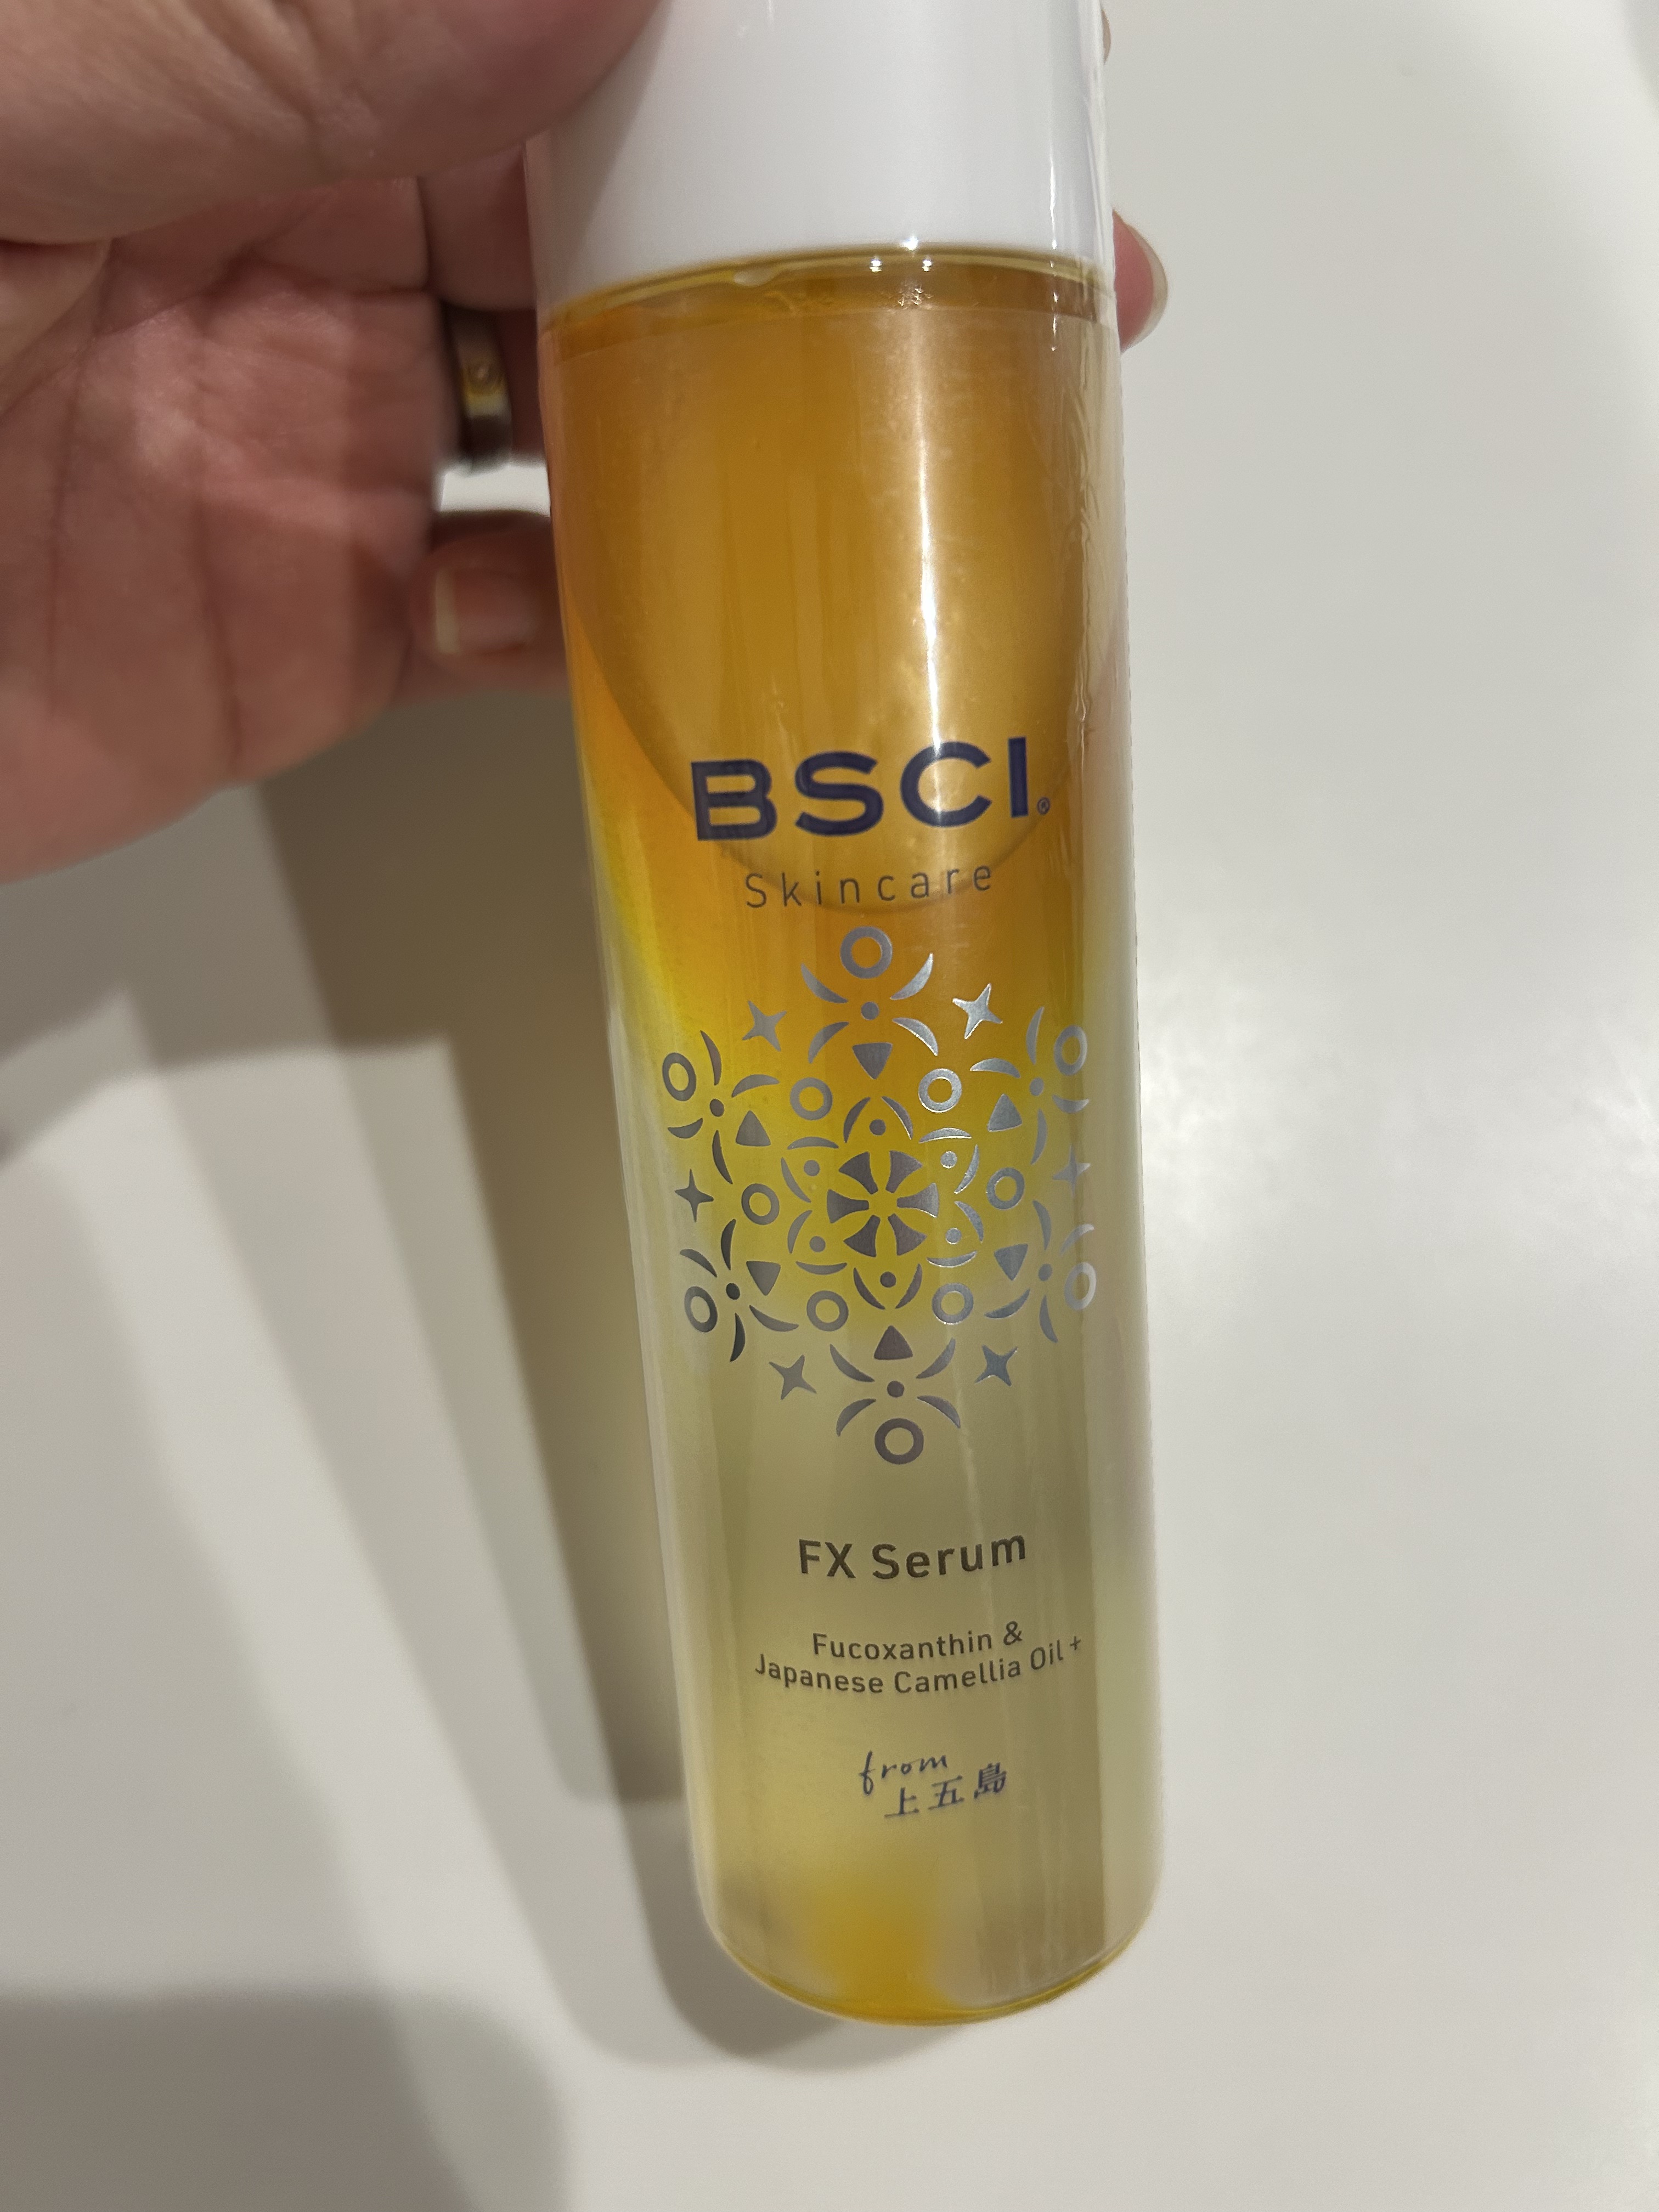 BSCI®
Skincare
FX Serum
Fucoxanthin &
Japanese Camellia Oil +
from
上五島